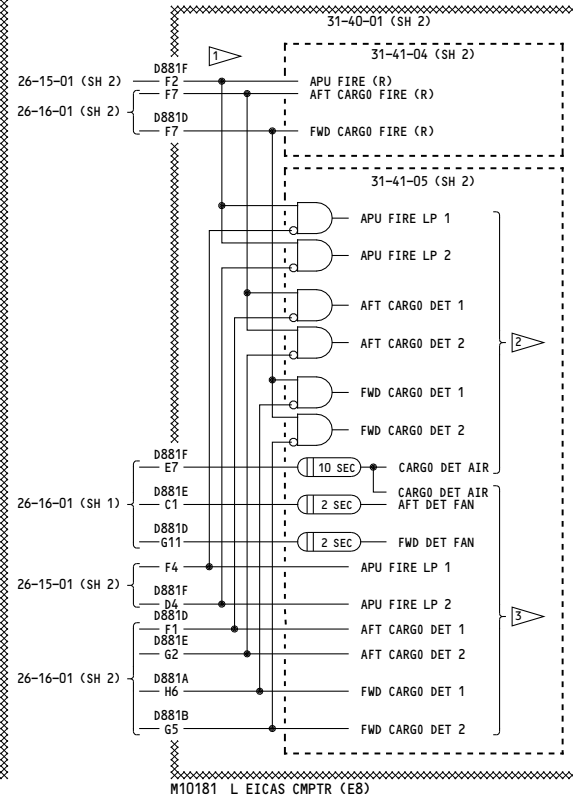 31-40-01 (SH 2)
1
31-41-04 (SH 2)
D881F
26-15-01 (SH 2) F2 APU FIRE (R)
F7 AFT CARGO FIRE (R)
26-16-01 (SH 2)
D881D
F7 FWD CARGO FIRE (R)
31-41-05 (SH 2)
APU FIRE LP 1
APU FIRE LP 2
AFT CARGO DET 1
AFT CARGO DET 2
2
FWD CARGO DET 1
FWD CARGO DET 2
D881F
E7 10 SEC CARGO DET AIR
CARGO DET AIR
D881E
26-16-01 (SH 1) C1 2 SEC AFT DET FAN
D881D
G11 2 SEC FWD DET FAN
F4 APU FIRE LP 1
26-15-01 (SH 2)
D881F
D4 APU FIRE LP 2
3
D881D
F1 AFT CARGO DET 1
D881E
G2 AFT CARGO DET 2
26-16-01 (SH 2)
D881A
H6 FWD CARGO DET 1
D881B
G5 FWD CARGO DET 2
M10181 L EICAS CMPTR (E8)